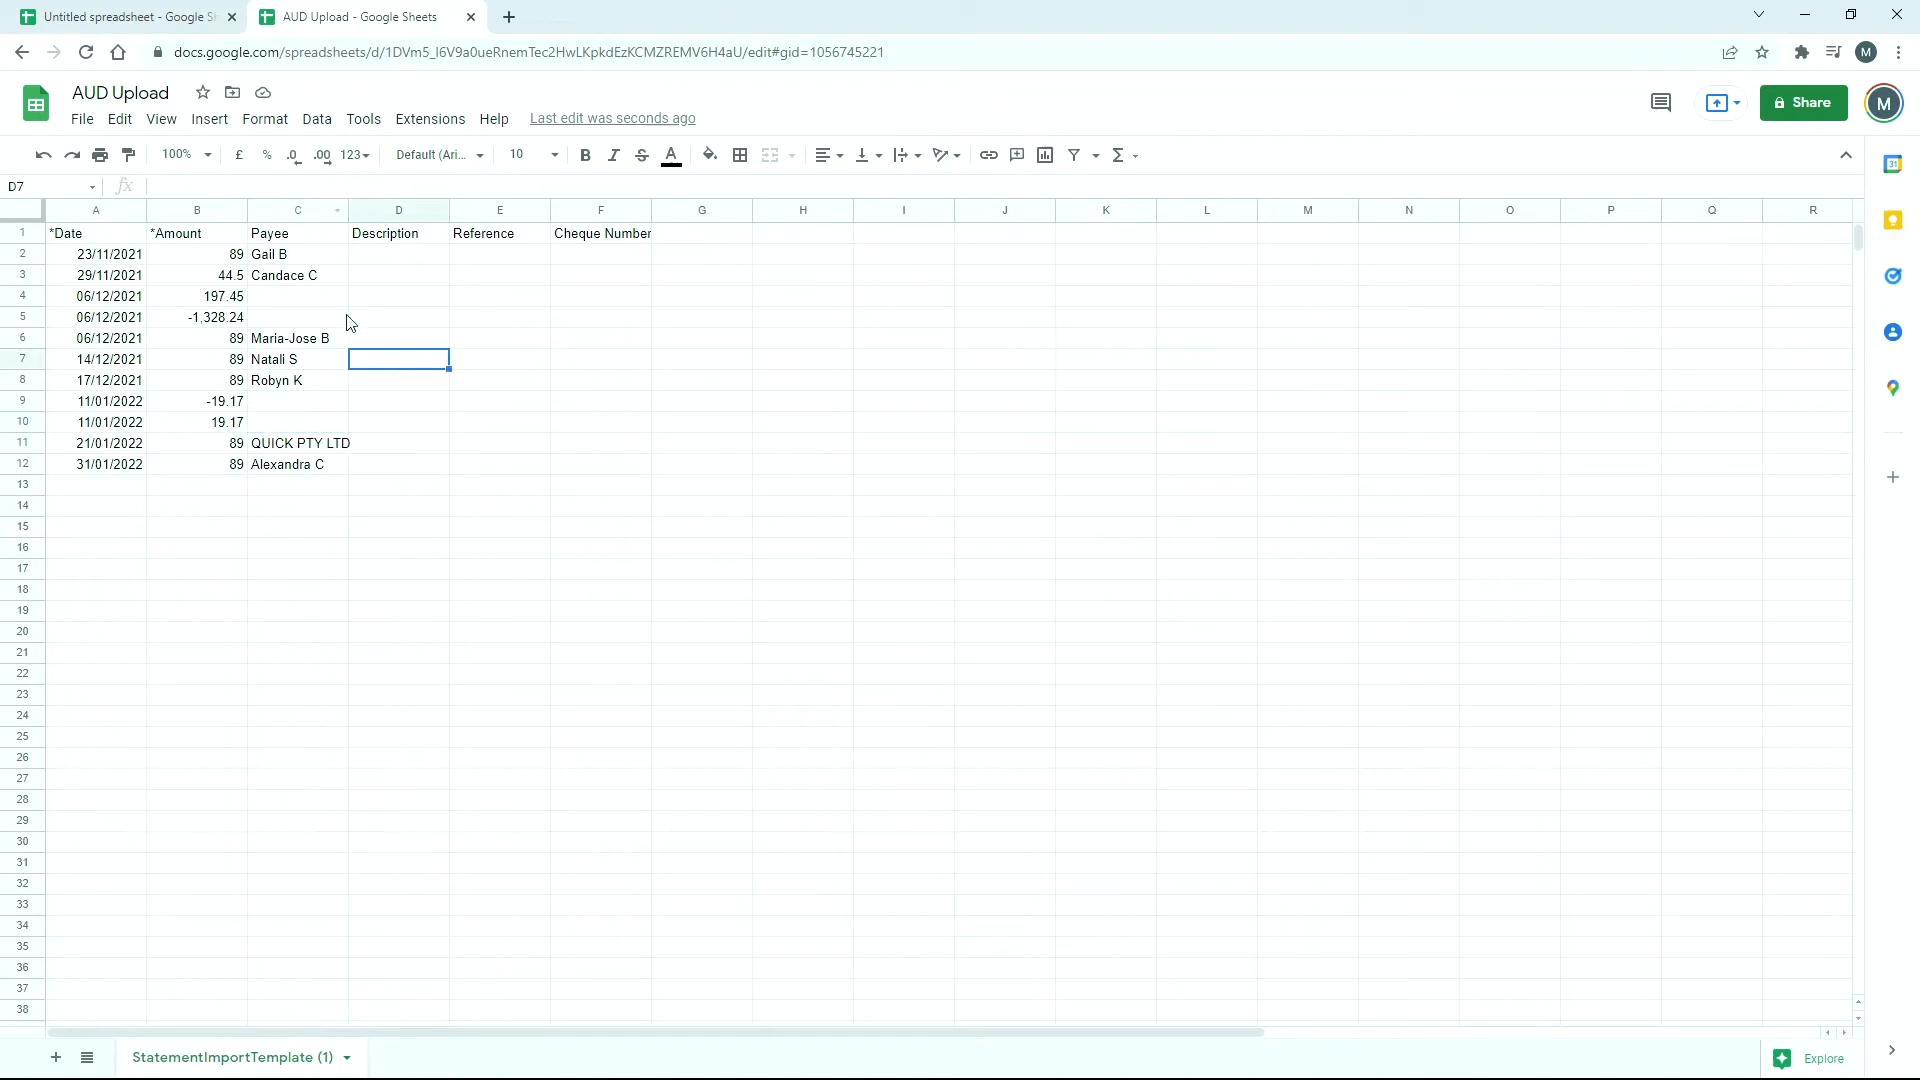 Untitled spreadsheet - Google Sh
AUD Upload - Google Sheets
docs.google.com/spreadsheets/d/1DVm5_I6V9a0ueRnemTec2HwLKpkdEzKCMZREMV6H4aU/edit#gid=1056745221
M
AUD Upload
File Edit View Insert Format Data Tools Extensions Help Last edit was seconds ago
Share
M
100% £ % .0 .00 123 Default (Ari... 10 B I S A Σ
31
D7 fx
A B C D E F G H I J K L M N O P Q R
1 *Date *Amount Payee Description Reference Cheque Number
2 23/11/2021 89 Gail B
3 29/11/2021 44.5 Candace C
4 06/12/2021 197.45
5 06/12/2021 -1,328.24
6 06/12/2021 89 Maria-Jose B
7 14/12/2021 89 Natali S
8 17/12/2021 89 Robyn K
9 11/01/2022 -19.17
10 11/01/2022 19.17
11 21/01/2022 89 QUICK PTY LTD
12 31/01/2022 89 Alexandra C
13
14
15
16
17
18
19
20
21
22
23
24
25
26
27
28
29
30
31
32
33
34
35
36
37
38
StatementImportTemplate (1)
Explore